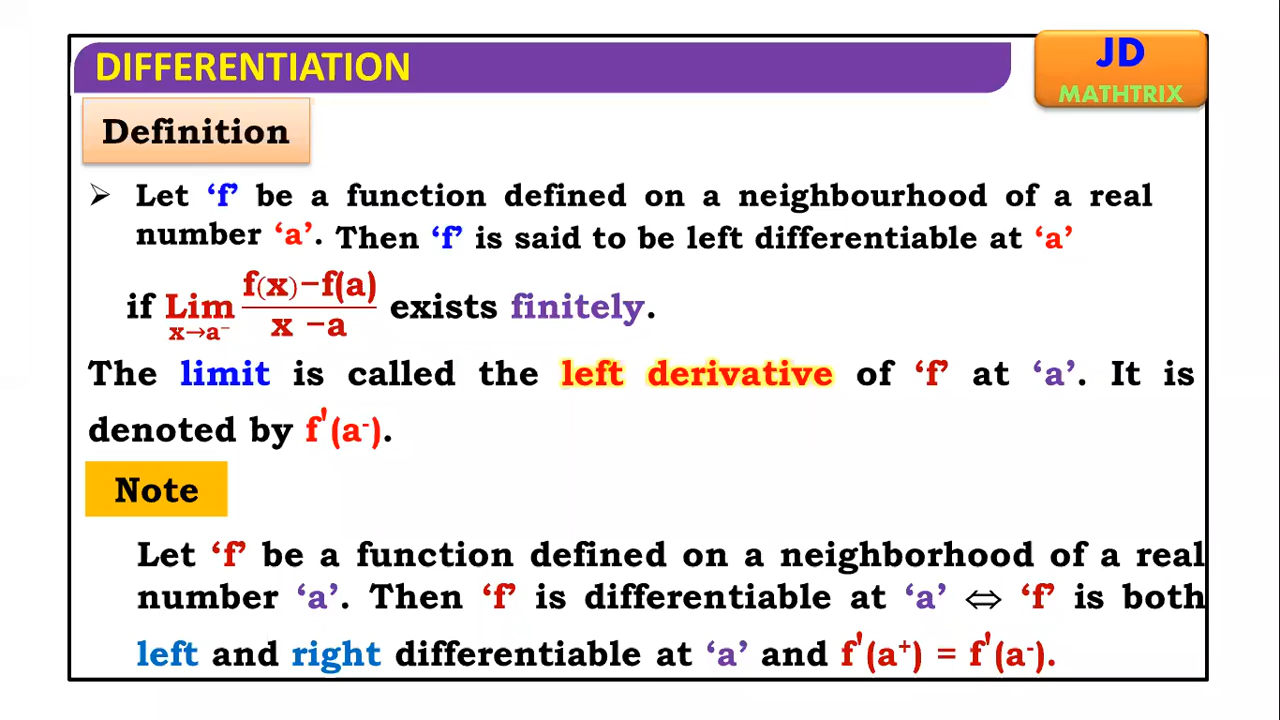 DIFFERENTIATION
JD
MATHTRIX
Definition
➢ Let ‘f’ be a function defined on a neighbourhood of a real
number ‘a’. Then ‘f’ is said to be left differentiable at ‘a’
if Lim x→a⁻ f(x)−f(a) / x −a exists finitely.
The limit is called the left derivative of ‘f’ at ‘a’. It is
denoted by f'(a⁻).
Note
Let ‘f’ be a function defined on a neighborhood of a real
number ‘a’. Then ‘f’ is differentiable at ‘a’ ⇔ ‘f’ is both
left and right differentiable at ‘a’ and f'(a⁺) = f'(a⁻).